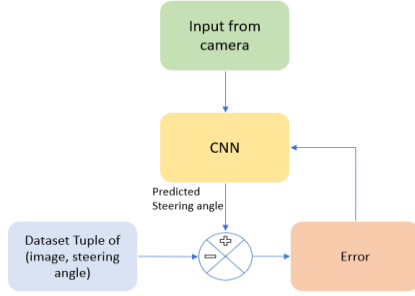 Input from
camera
CNN
Predicted
Steering angle
Dataset Tuple of
(image, steering
angle)
+
−
Error